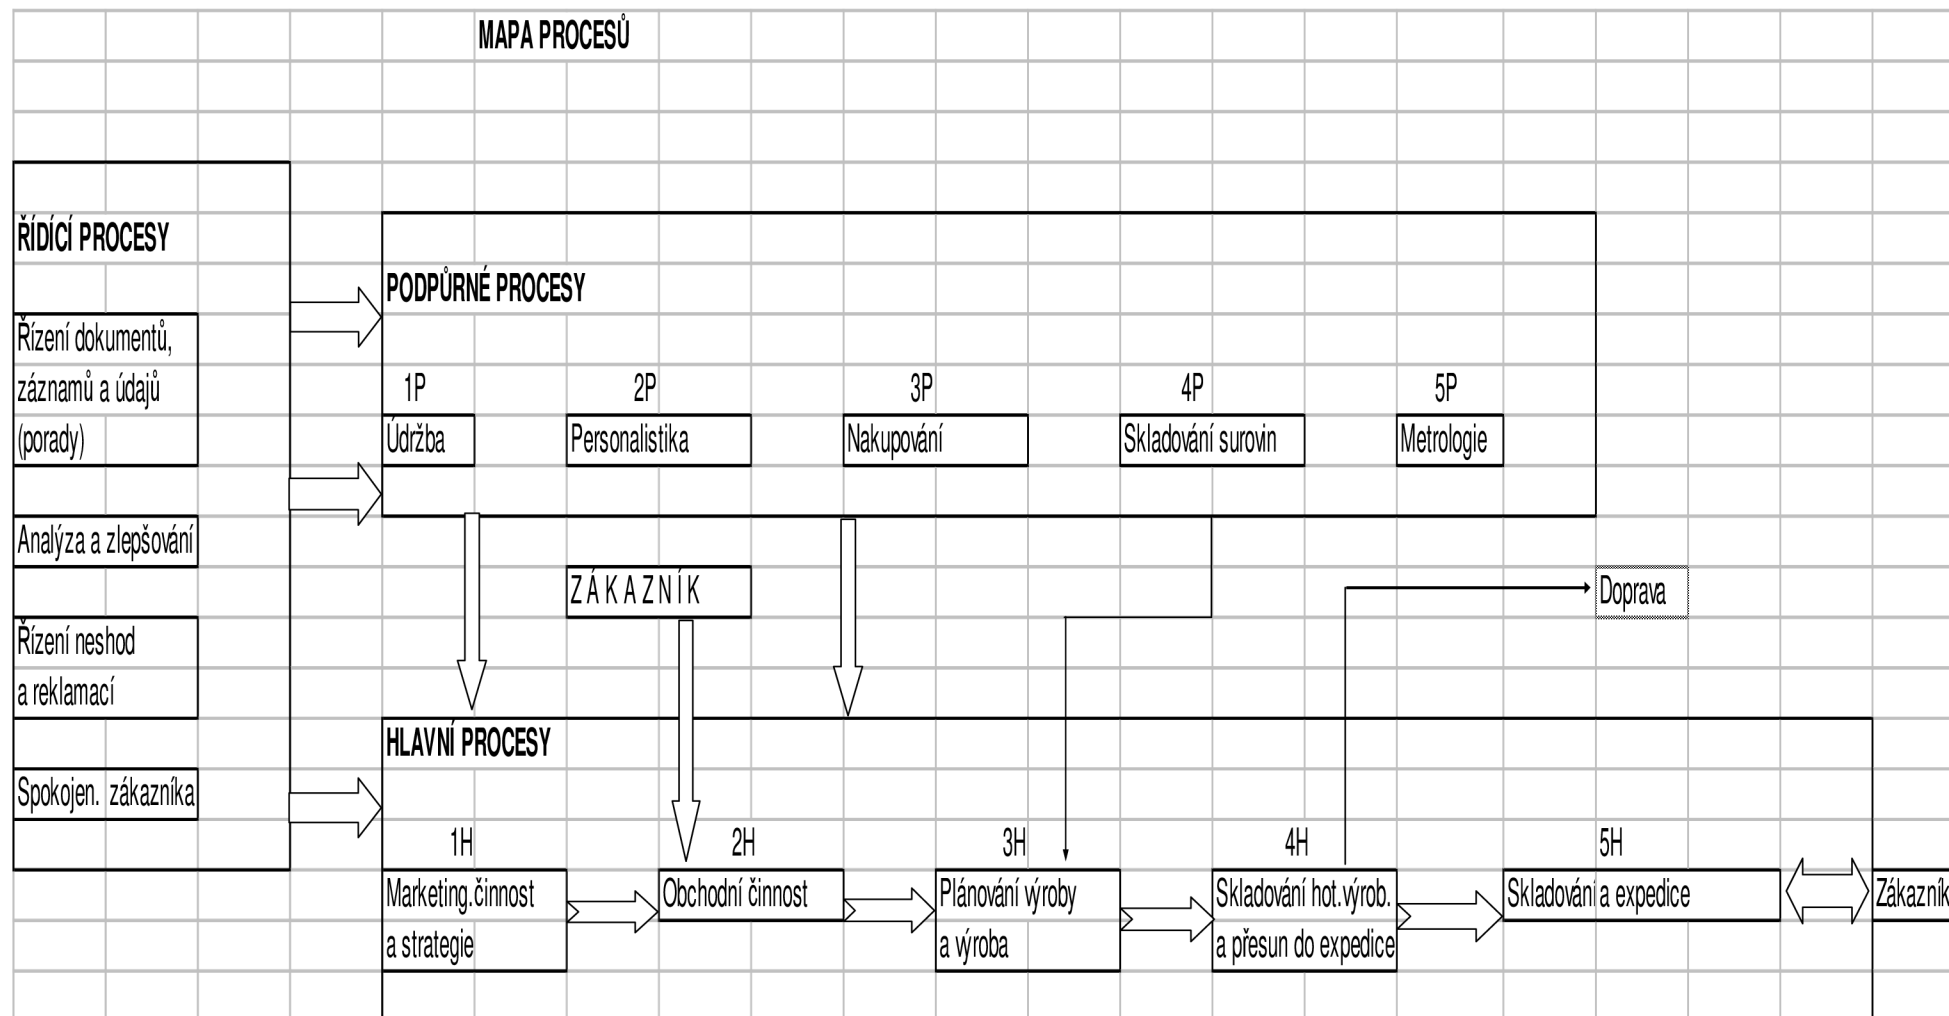 MAPA PROCESŮ
ŘÍDÍCÍ PROCESY
PODPŮRNÉ PROCESY
Řízení dokumentů,
záznamů a údajů
(porady)
1P 2P 3P 4P 5P
Údržba Personalistika Nakupování Skladování surovin Metrologie
Analýza a zlepšování
Z Á K A Z N Í K Doprava
Řízení neshod
a reklamací
HLAVNÍ PROCESY
Spokojen. zákazníka
1H 2H 3H 4H 5H
Marketing.činnost Obchodní činnost Plánování výroby Skladování hot.výrob. Skladování a expedice Zákazník
a strategie a výroba a přesun do expedice